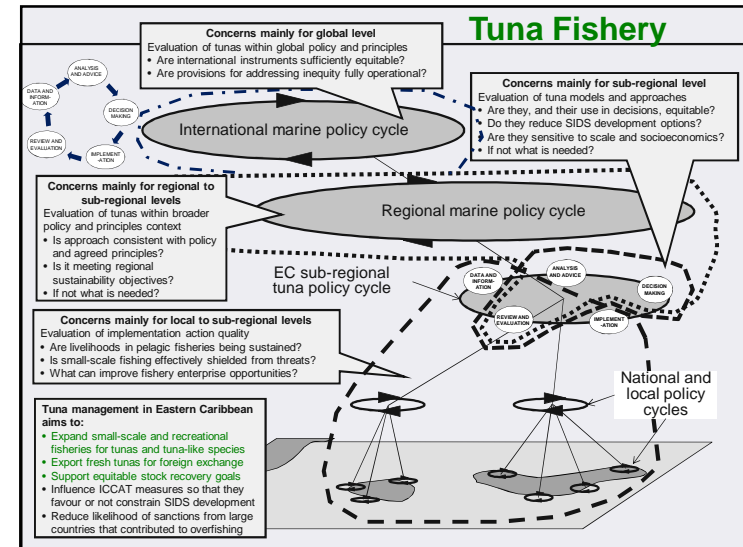 Tuna Fishery
Concerns mainly for global level
Evaluation of tunas within global policy and principles
• Are international instruments sufficiently equitable?
• Are provisions for addressing inequity fully operational?
ANALYSIS
AND ADVICE
DATA AND
INFORM-
ATION
DECISION
MAKING
REVIEW AND
EVALUATION
IMPLEMENT
-ATION
International marine policy cycle
Concerns mainly for sub-regional level
Evaluation of tuna models and approaches
• Are they, and their use in decisions, equitable?
• Do they reduce SIDS development options?
• Are they sensitive to scale and socioeconomics?
• If not what is needed?
Concerns mainly for regional to
sub-regional levels
Evaluation of tunas within broader
policy and principles context
• Is approach consistent with policy
and agreed principles?
• Is it meeting regional
sustainability objectives?
• If not what is needed?
Regional marine policy cycle
EC sub-regional
tuna policy cycle
DATA AND
INFORM-
ATION
ANALYSIS
AND ADVICE
DECISION
MAKING
REVIEW AND
EVALUATION
IMPLEMENT
-ATION
Concerns mainly for local to sub-regional levels
Evaluation of implementation action quality
• Are livelihoods in pelagic fisheries being sustained?
• Is small-scale fishing effectively shielded from threats?
• What can improve fishery enterprise opportunities?
National and
local policy
cycles
Tuna management in Eastern Caribbean
aims to:
• Expand small-scale and recreational
fisheries for tunas and tuna-like species
• Export fresh tunas for foreign exchange
• Support equitable stock recovery goals
• Influence ICCAT measures so that they
favour or not constrain SIDS development
• Reduce likelihood of sanctions from large
countries that contributed to overfishing